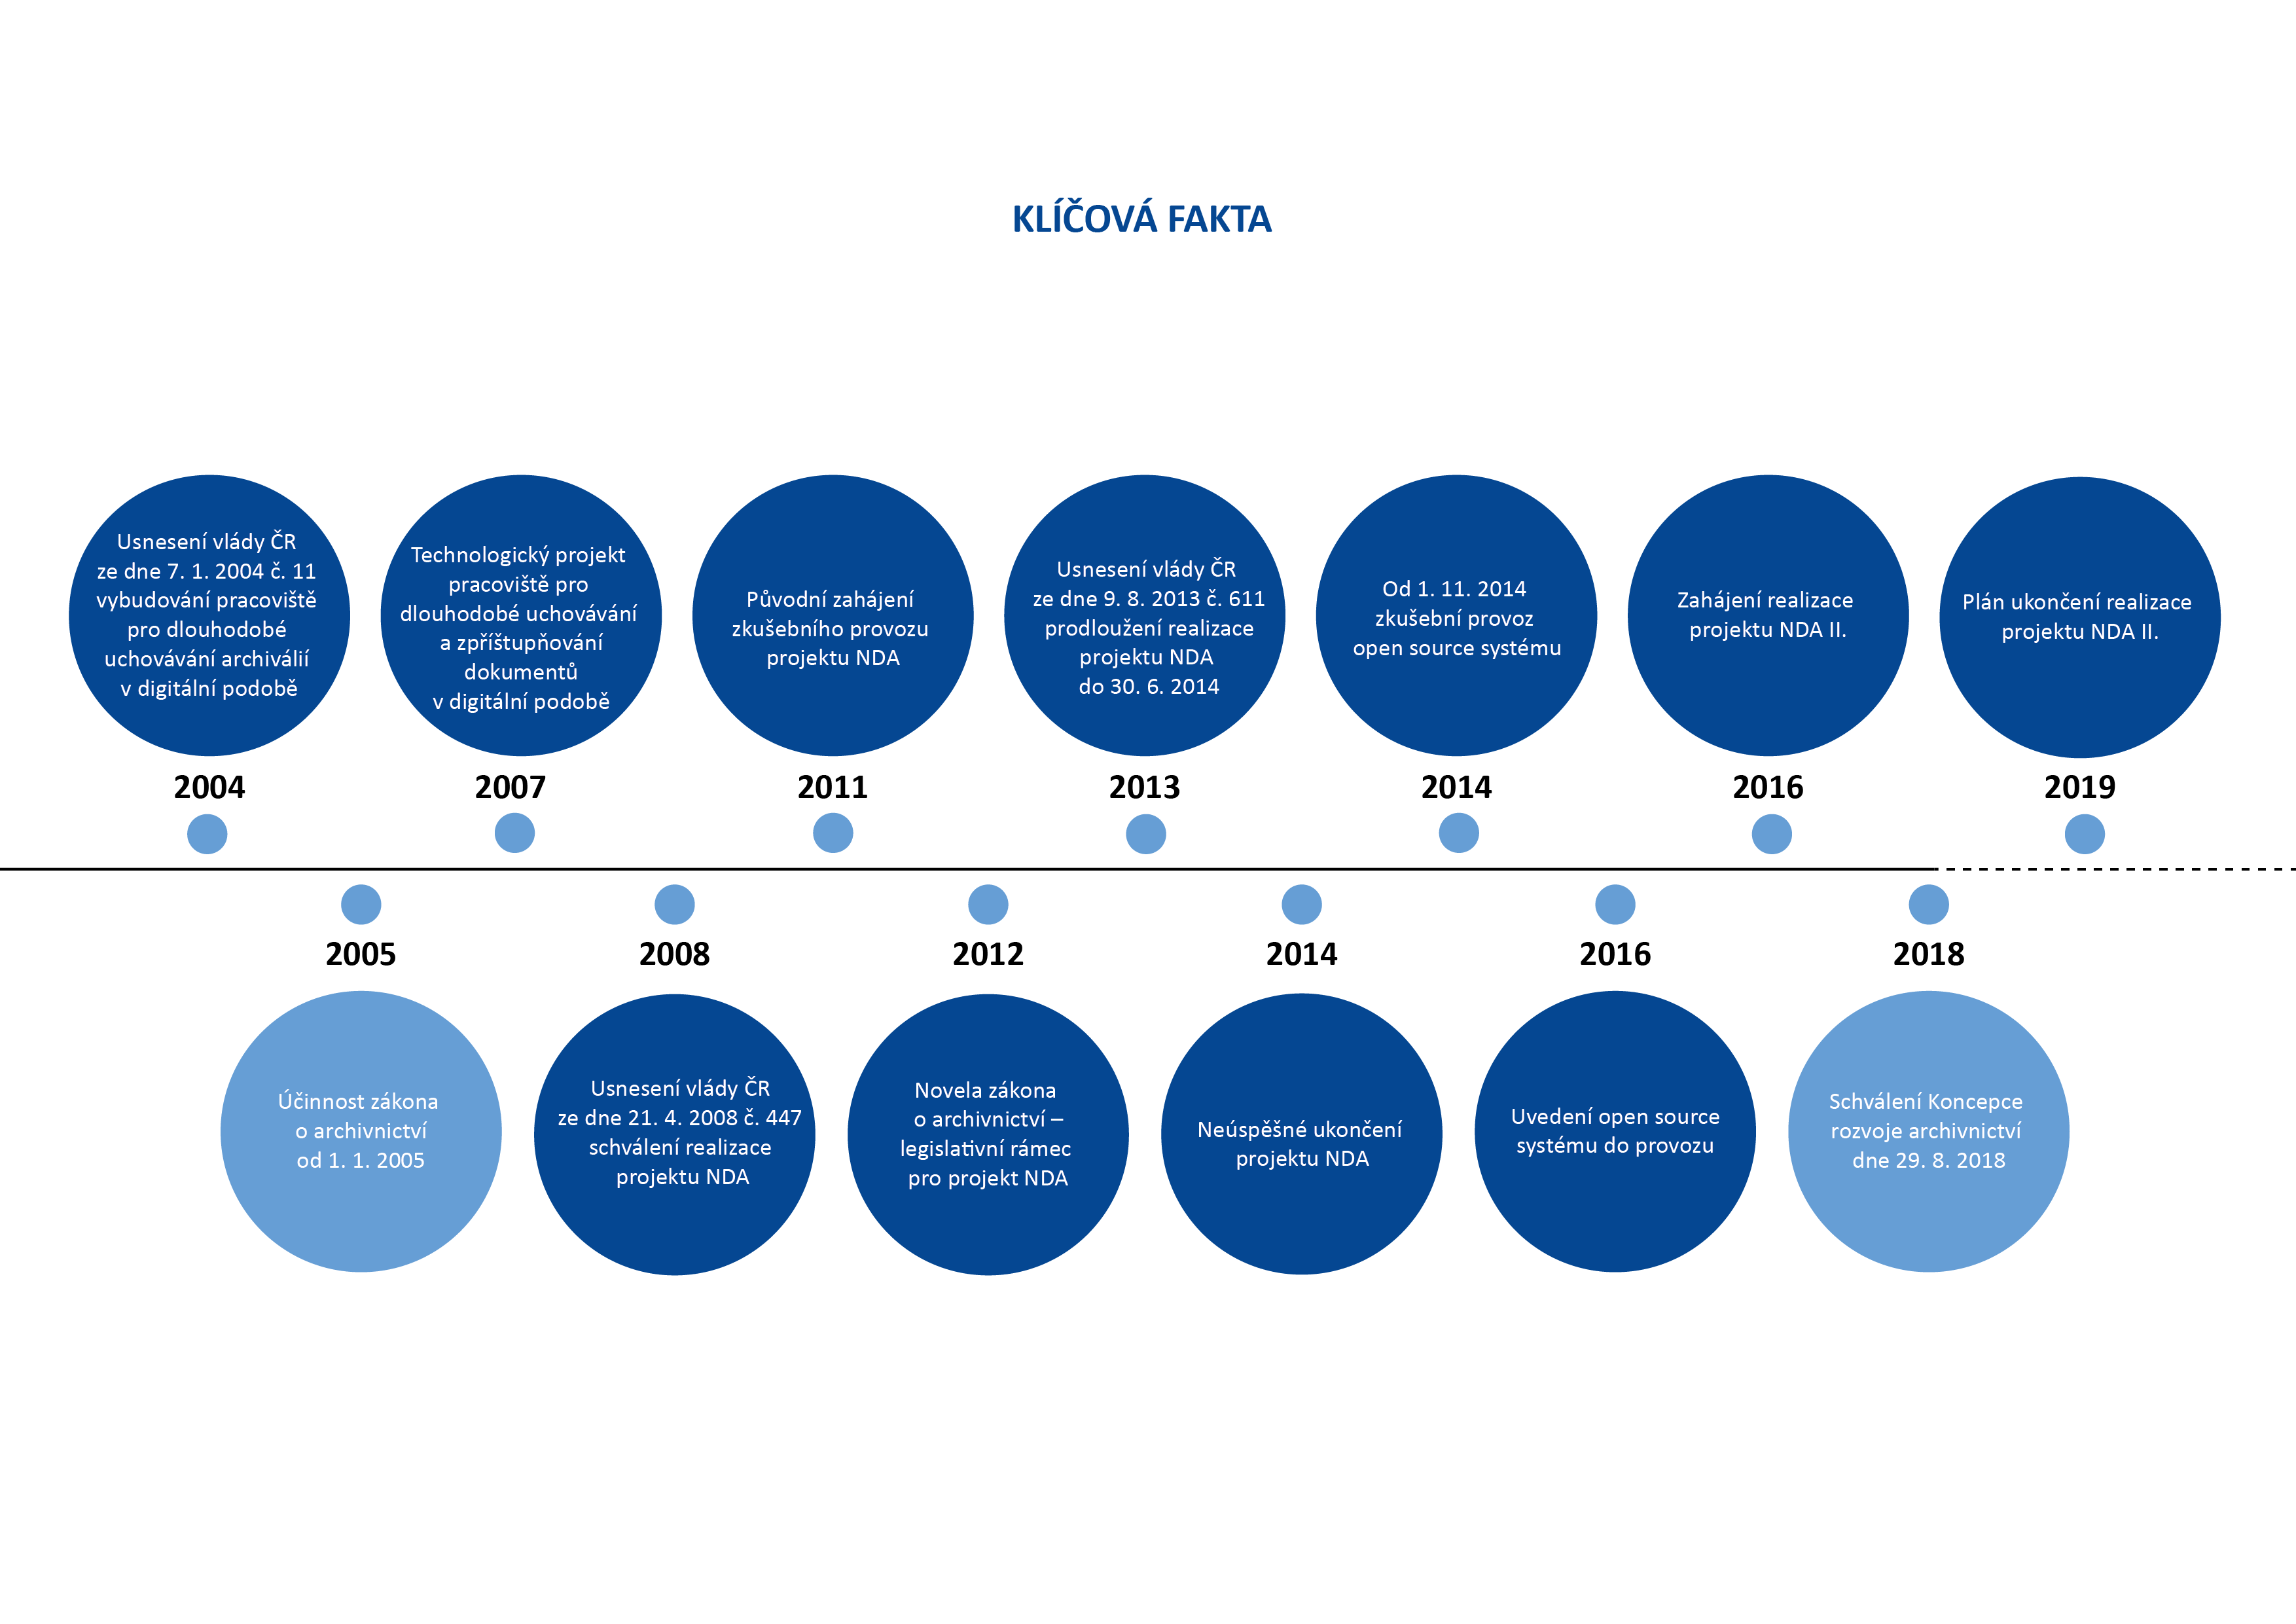 KLÍČOVÁ FAKTA
Usnesení vlády ČR
ze dne 7. 1. 2004 č. 11
vybudování pracoviště
pro dlouhodobé
uchovávání archiválií
v digitální podobě
2004
Technologický projekt
pracoviště pro
dlouhodobé uchovávání
a zpříštupňování
dokumentů
v digitální podobě
2007
Původní zahájení
zkušebního provozu
projektu NDA
2011
Usnesení vlády ČR
ze dne 9. 8. 2013 č. 611
prodloužení realizace
projektu NDA
do 30. 6. 2014
2013
Od 1. 11. 2014
zkušební provoz
open source systému
2014
Zahájení realizace
projektu NDA II.
2016
Plán ukončení realizace
projektu NDA II.
2019
2005
Účinnost zákona
o archivnictví
od 1. 1. 2005
2008
Usnesení vlády ČR
ze dne 21. 4. 2008 č. 447
schválení realizace
projektu NDA
2012
Novela zákona
o archivnictví –
legislativní rámec
pro projekt NDA
2014
Neúspěšné ukončení
projektu NDA
2016
Uvedení open source
systému do provozu
2018
Schválení Koncepce
rozvoje archivnictví
dne 29. 8. 2018